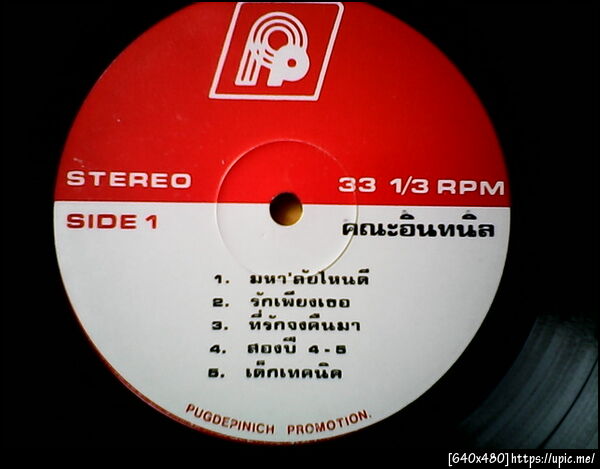 STEREO
33 1/3 RPM
SIDE 1
คณะอินทนิล
1. มหา'ลัยไหนดี
2. รักเพียงเธอ
3. ที่รักจงคืนมา
4. สองบี 4-5
5. เด็กเทคนิค
PUGDEPINICH PROMOTION.
[640x480]https://upic.me/